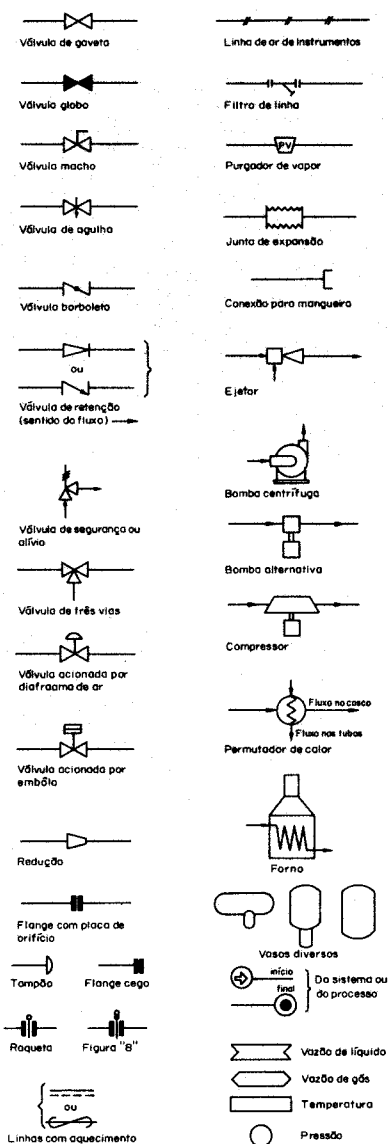 Válvula de gaveta
Válvula globo
Válvula macho
Válvula de agulha
Válvula borboleta
ou
Válvula de retenção
(sentido do fluxo)
Válvula de segurança ou
alívio
Válvula de três vias
Válvula acionada por
diafragma de ar
Válvula acionada por
embôlo
Redução
Flange com placa de
orifício
Tampão
Flange cego
Raqueta
Figura "8"
ou
Linhas com aquecimento
Linha de ar de Instrumentos
Filtro de linha
PV
Purgador de vapor
Junta de expansão
Conexão para mangueira
Ejetor
Bomba centrífuga
Bomba alternativa
Compressor
Fluxo no casco
Fluxo nos tubos
Permutador de calor
Forno
Vasos diversos
início
final
Do sistema ou
do processo
Vazão de líquido
Vazão de gás
Temperatura
Pressão